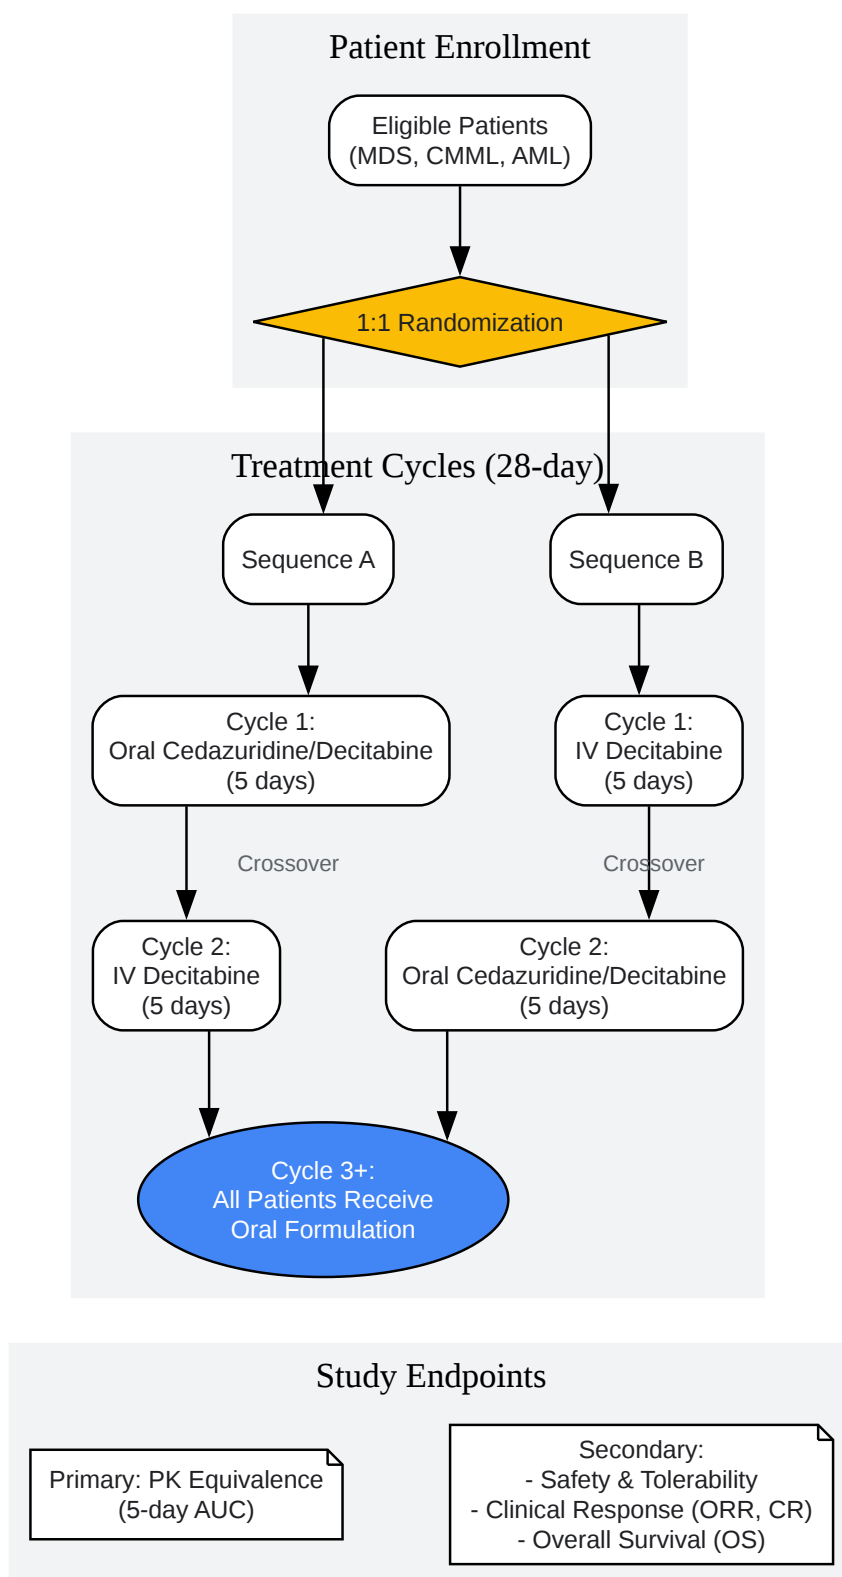 Patient Enrollment
Eligible Patients
(MDS, CMML, AML)
1:1 Randomization
Treatment Cycles (28-day)
Sequence A
Sequence B
Cycle 1:
Oral Cedazuridine/Decitabine
(5 days)
Cycle 1:
IV Decitabine
(5 days)
Crossover
Crossover
Cycle 2:
IV Decitabine
(5 days)
Cycle 2:
Oral Cedazuridine/Decitabine
(5 days)
Cycle 3+:
All Patients Receive
Oral Formulation
Study Endpoints
Primary: PK Equivalence
(5-day AUC)
Secondary:
- Safety & Tolerability
- Clinical Response (ORR, CR)
- Overall Survival (OS)